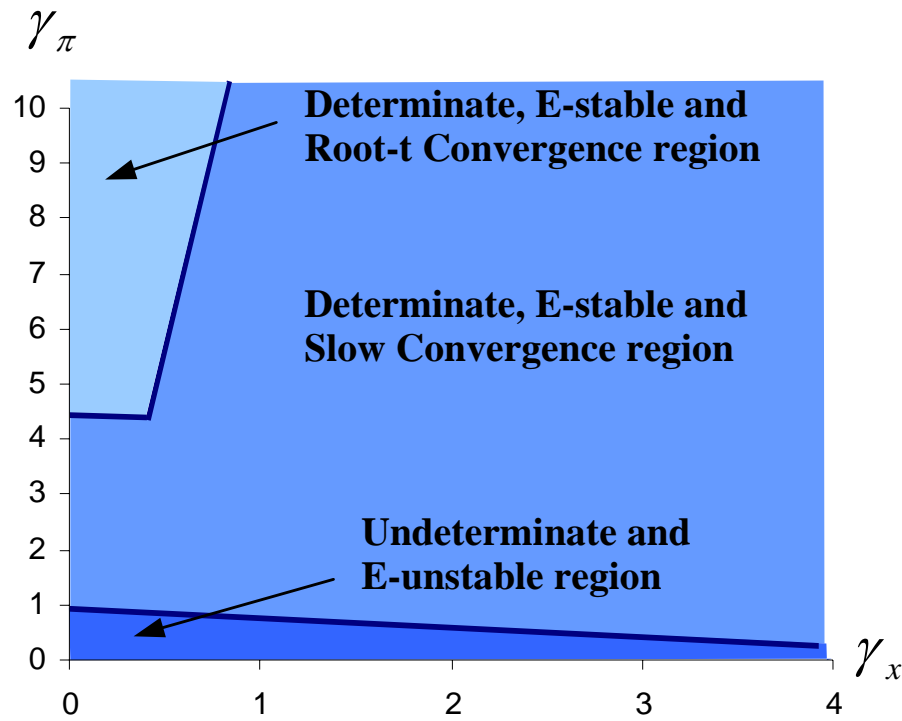 γπ
10
9
8
7
6
5
4
3
2
1
0
Determinate, E-stable and
Root-t Convergence region
Determinate, E-stable and
Slow Convergence region
Undeterminate and
E-unstable region
0 1 2 3 4
γx